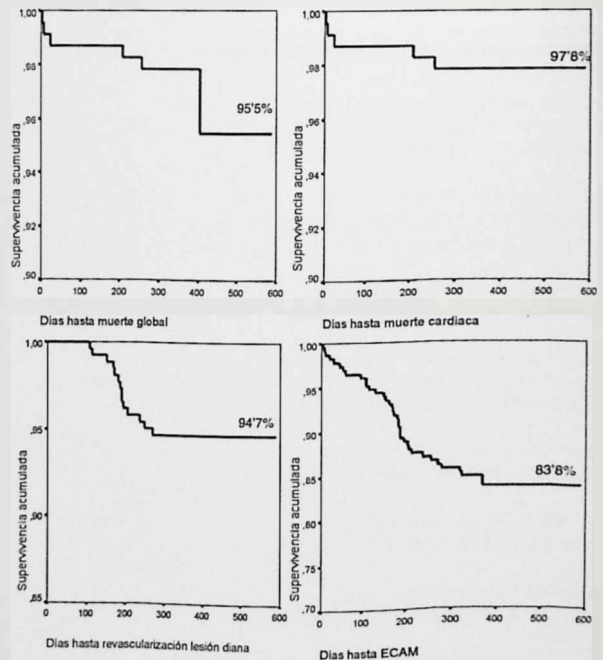 1,00
,98
,96
,94
,92
,90
Supervivencia acumulada
95'5%
0 100 200 300 400 500 600
Días hasta muerte global
1,00
,98
,96
,94
,92
,90
Supervivencia acumulada
97'8%
0 100 200 300 400 500 600
Días hasta muerte cardiaca
1,00
,95
,90
,85
Supervivencia acumulada
94'7%
0 100 200 300 400 500 600
Días hasta revascularización lesión diana
1,00
,95
,90
,85
,80
,75
,70
Supervivencia acumulada
83'8%
0 100 200 300 400 500 600
Días hasta ECAM